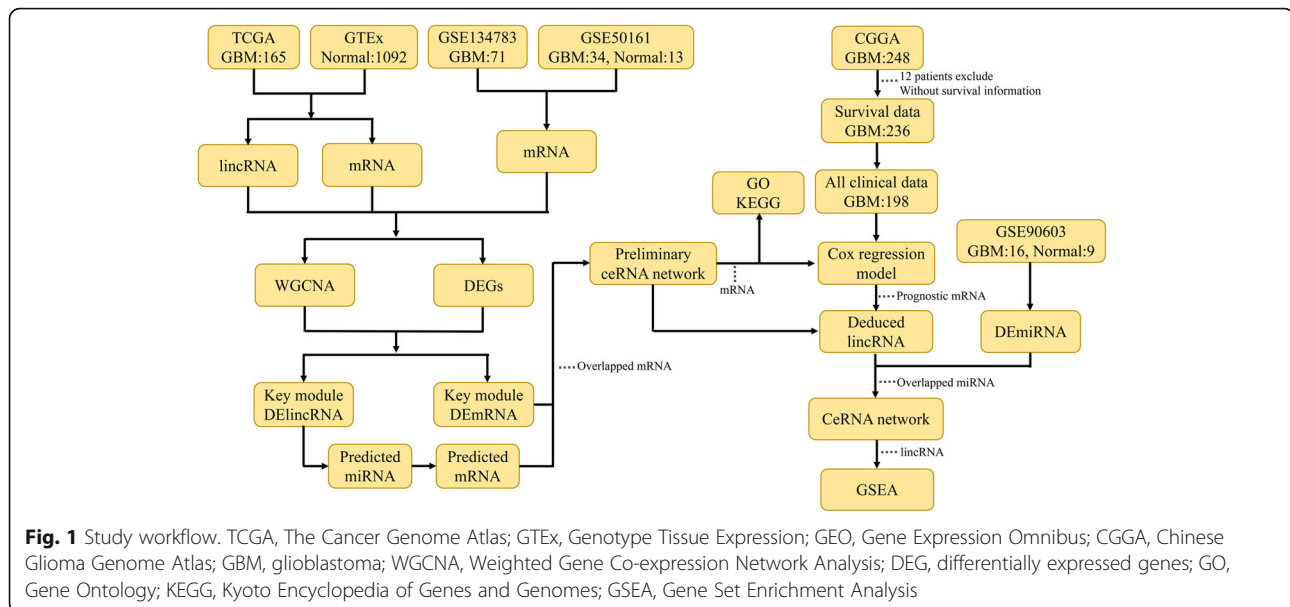 TCGA
GBM:165
GTEx
Normal:1092
GSE134783
GBM:71
GSE50161
GBM:34, Normal:13
CGGA
GBM:248
12 patients exclude
Without survival information
Survival data
GBM:236
lincRNA
mRNA
mRNA
GO
KEGG
All clinical data
GBM:198
GSE90603
GBM:16, Normal:9
WGCNA
DEGs
Preliminary
ceRNA network
mRNA
Cox regression
model
Prognostic mRNA
Deduced
lincRNA
DEmiRNA
Overlapped mRNA
Overlapped miRNA
Key module
DElincRNA
Key module
DEmRNA
CeRNA network
Predicted
miRNA
Predicted
mRNA
lincRNA
GSEA
Fig. 1 Study workflow. TCGA, The Cancer Genome Atlas; GTEx, Genotype Tissue Expression; GEO, Gene Expression Omnibus; CGGA, Chinese
Glioma Genome Atlas; GBM, glioblastoma; WGCNA, Weighted Gene Co-expression Network Analysis; DEG, differentially expressed genes; GO,
Gene Ontology; KEGG, Kyoto Encyclopedia of Genes and Genomes; GSEA, Gene Set Enrichment Analysis